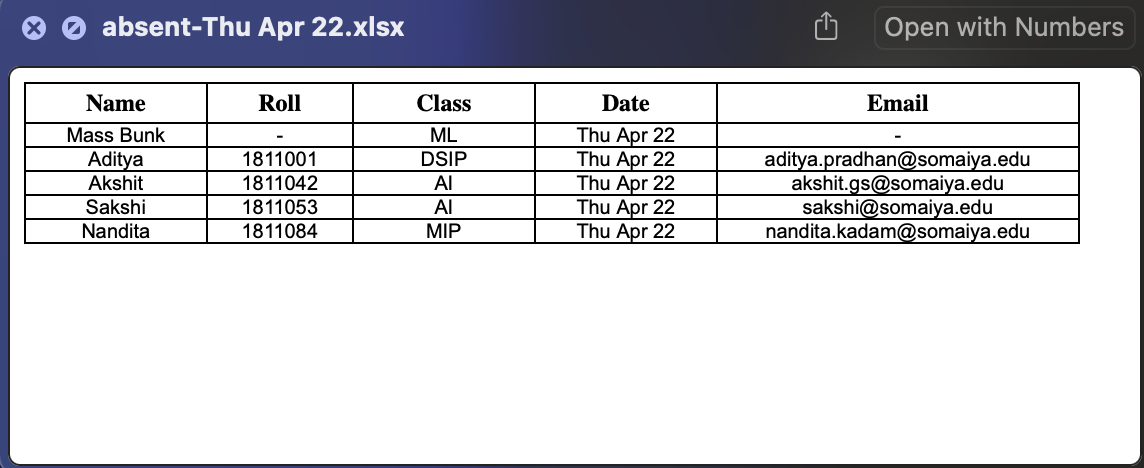 absent-Thu Apr 22.xlsx Open with Numbers
Name Roll Class Date Email
Mass Bunk - ML Thu Apr 22 -
Aditya 1811001 DSIP Thu Apr 22 aditya.pradhan@somaiya.edu
Akshit 1811042 AI Thu Apr 22 akshit.gs@somaiya.edu
Sakshi 1811053 AI Thu Apr 22 sakshi@somaiya.edu
Nandita 1811084 MIP Thu Apr 22 nandita.kadam@somaiya.edu